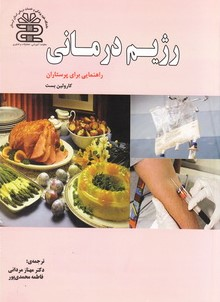 رژیم درمانی
راهنمایی برای پرستاران
کارولین بست
ترجمه‌ی:
دکتر مهناز مردانی
فاطمه محمدی‌پور